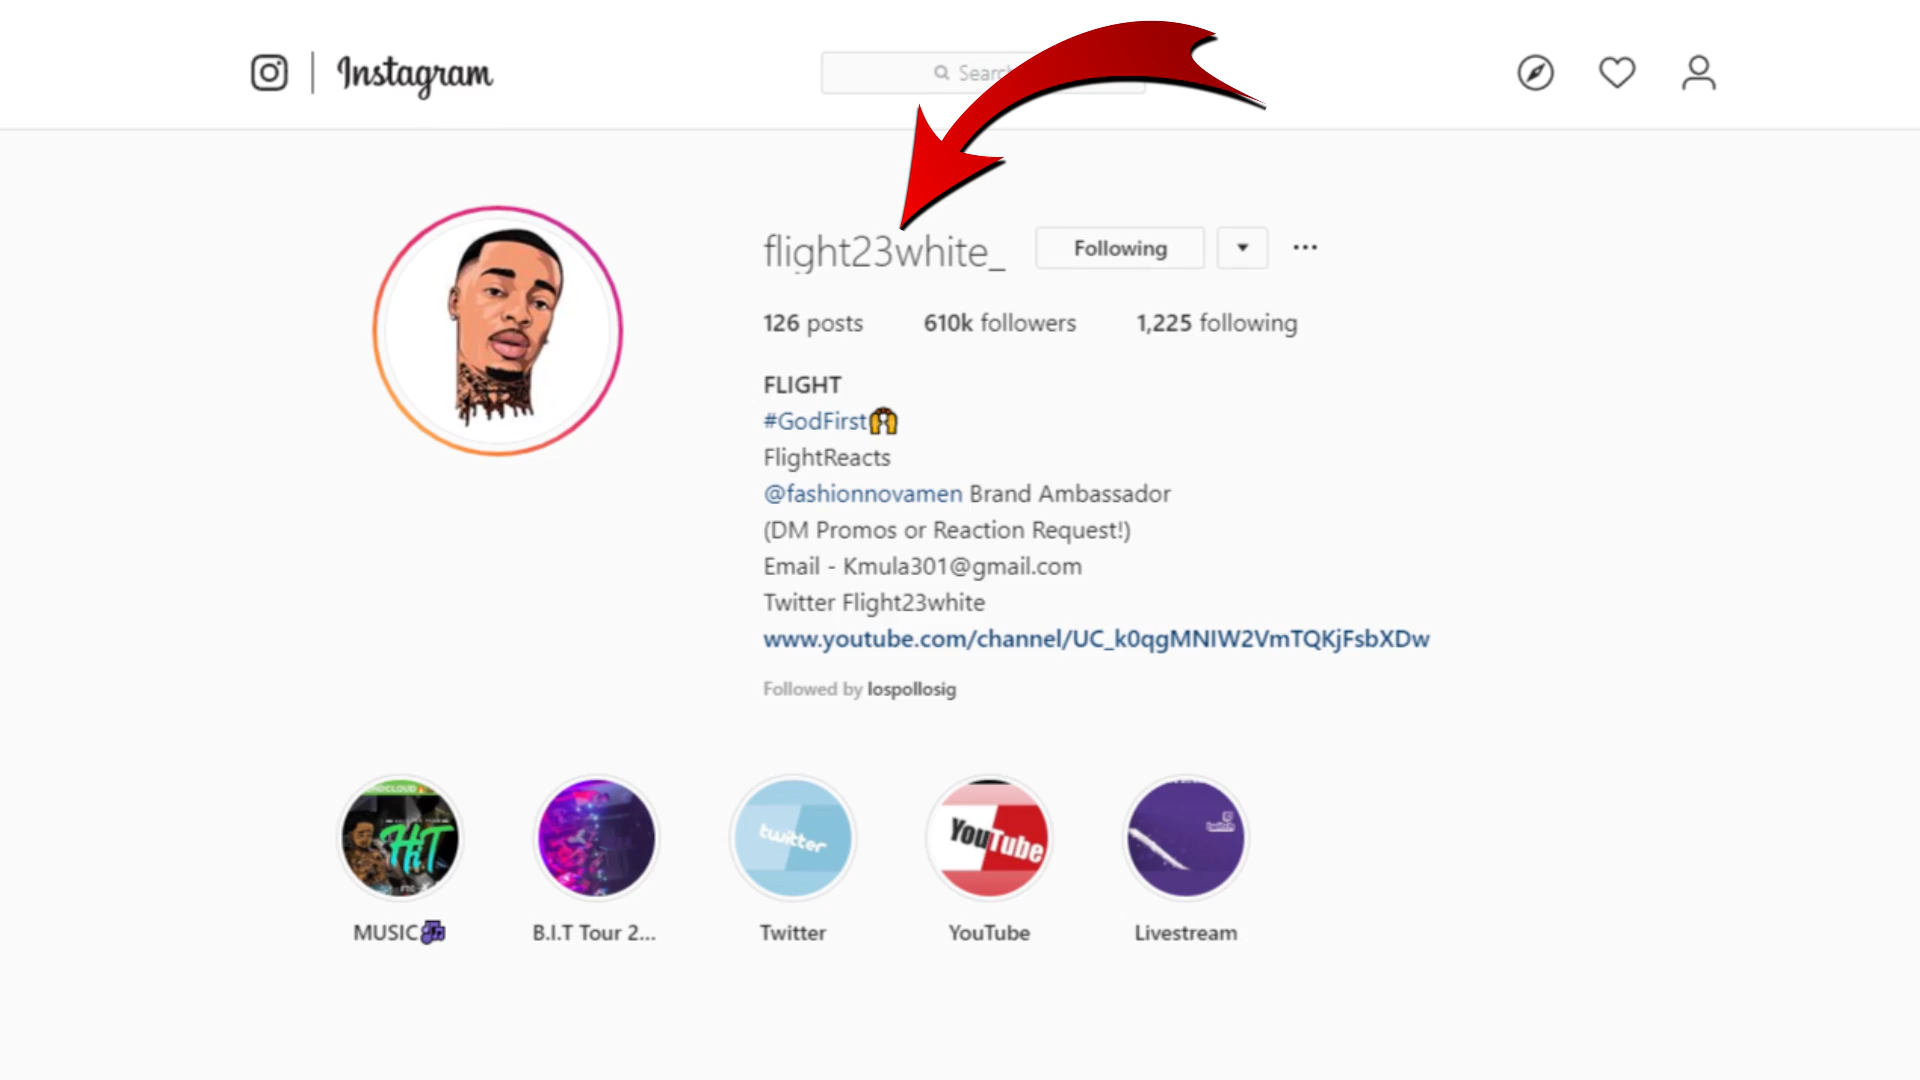 Instagram
Search
flight23white_
Following
126 posts
610k followers
1,225 following
FLIGHT
#GodFirst🙌
FlightReacts
@fashionnovamen Brand Ambassador
(DM Promos or Reaction Request!)
Email - Kmula301@gmail.com
Twitter Flight23white
www.youtube.com/channel/UC_k0qgMNIW2VmTQKjFsbXDw
Followed by lospollosig
HiT
twitter
YouTube
twitch
MUSIC🎶
B.I.T Tour 2...
Twitter
YouTube
Livestream